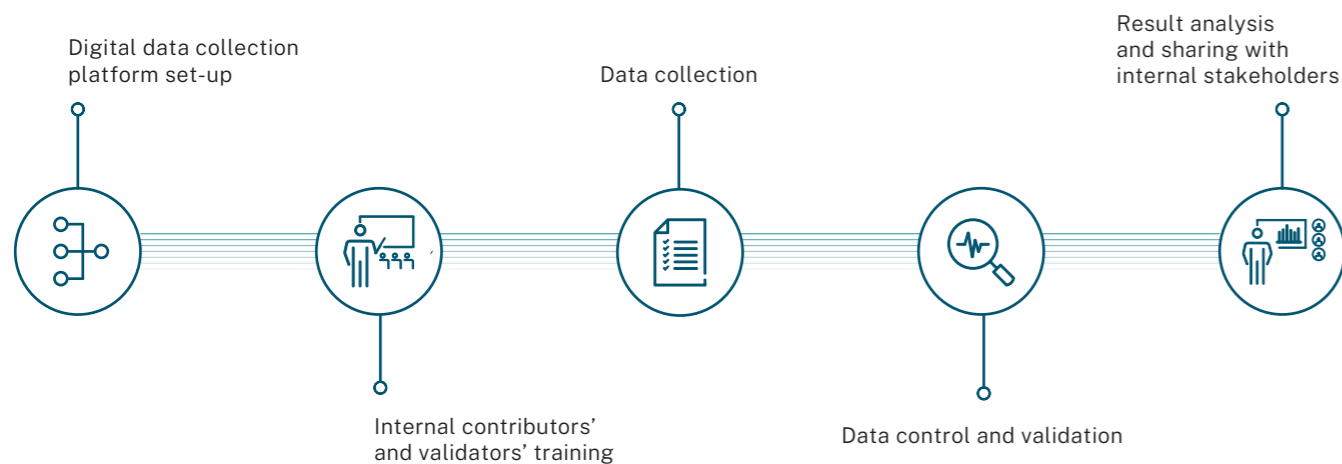 Digital data collection
platform set-up
Internal contributors’
and validators’ training
Data collection
Data control and validation
Result analysis
and sharing with
internal stakeholders